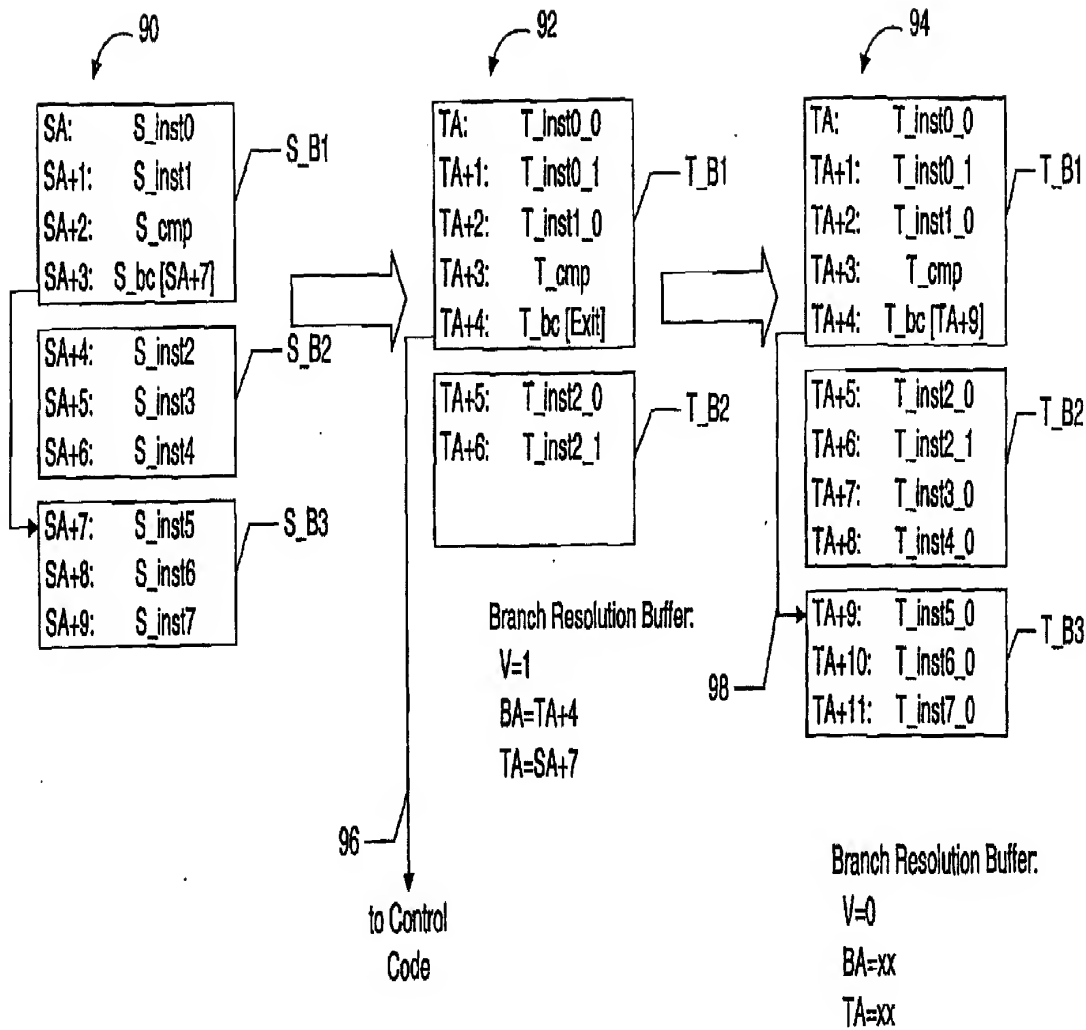 90
SA: S_inst0
SA+1: S_inst1
SA+2: S_cmp
SA+3: S_bc [SA+7]
S_B1
SA+4: S_inst2
SA+5: S_inst3
SA+6: S_inst4
S_B2
SA+7: S_inst5
SA+8: S_inst6
SA+9: S_inst7
S_B3
92
TA: T_inst0_0
TA+1: T_inst0_1
TA+2: T_inst1_0
TA+3: T_cmp
TA+4: T_bc [Exit]
T_B1
TA+5: T_inst2_0
TA+6: T_inst2_1
T_B2
Branch Resolution Buffer:
V=1
BA=TA+4
TA=SA+7
96
to Control
Code
94
TA: T_inst0_0
TA+1: T_inst0_1
TA+2: T_inst1_0
TA+3: T_cmp
TA+4: T_bc [TA+9]
T_B1
TA+5: T_inst2_0
TA+6: T_inst2_1
TA+7: T_inst3_0
TA+8: T_inst4_0
T_B2
TA+9: T_inst5_0
TA+10: T_inst6_0
TA+11: T_inst7_0
T_B3
98
Branch Resolution Buffer:
V=0
BA=xx
TA=xx